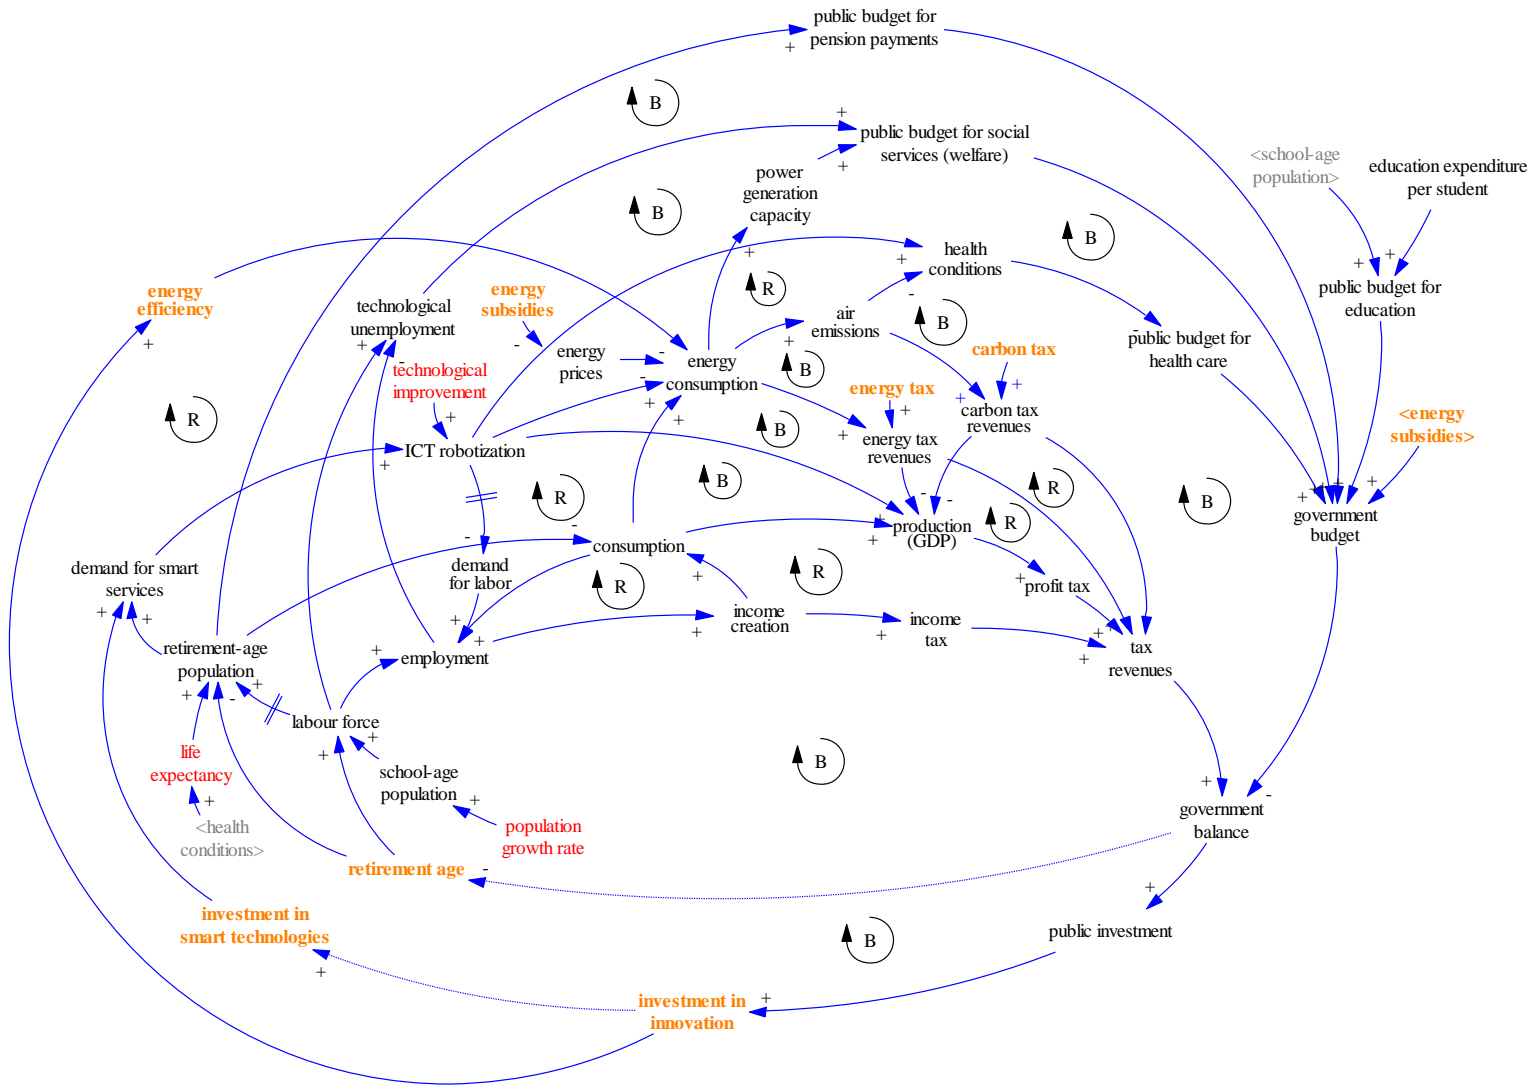 public budget for
pension payments
B
public budget for social
services (welfare)
<school-age
population>
education expenditure
per student
power
generation
capacity
B
B
health
conditions
energy
efficiency
energy
subsidies
R
public budget for
education
technological
unemployment
air
emissions
B
energy
prices
energy
consumption
public budget for
health care
carbon tax
technological
improvement
B
energy tax
carbon tax
revenues
<energy
subsidies>
R
B
energy tax
revenues
ICT robotization
B
R
R
B
government
budget
production
(GDP)
R
consumption
demand for smart
services
demand
for labor
R
R
profit tax
income
creation
income
tax
retirement-age
population
employment
tax
revenues
labour force
life
expectancy
school-age
population
B
<health
conditions>
population
growth rate
government
balance
retirement age
investment in
smart technologies
B
public investment
investment in
innovation